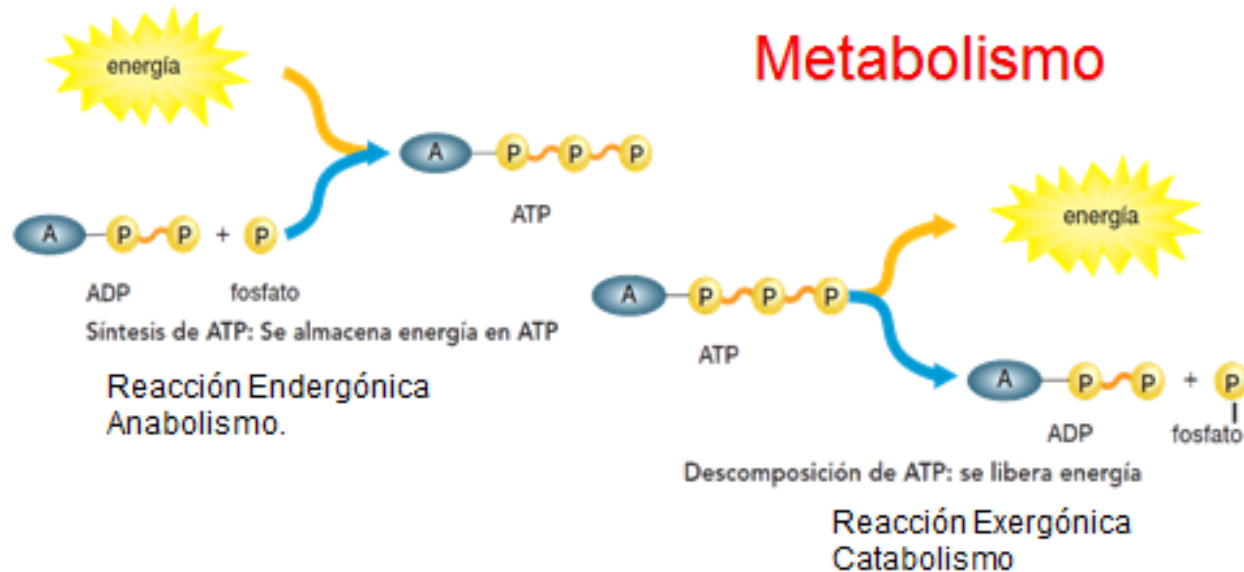 Metabolismo
energía
A P P P
ATP
A P P + P
ADP fosfato
Síntesis de ATP: Se almacena energía en ATP
Reacción Endergónica
Anabolismo.
energía
A P P P
ATP
A P P + P
ADP fosfato
Descomposición de ATP: se libera energía
Reacción Exergónica
Catabolismo